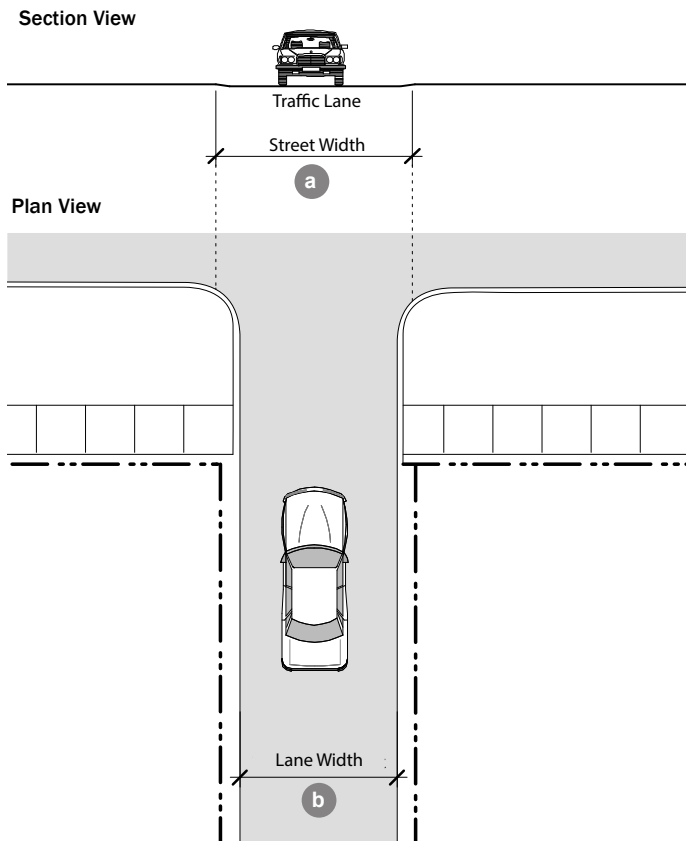 Section View
Traffic Lane
Street Width
a
Plan View
Lane Width
b